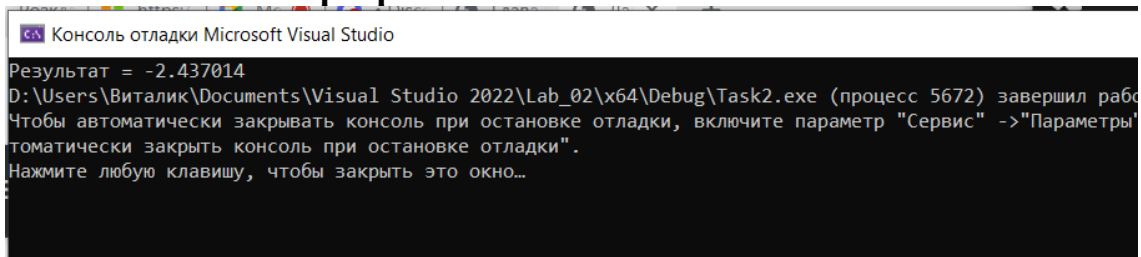 Консоль отладки Microsoft Visual Studio
Результат = -2.437014
D:\Users\Виталик\Documents\Visual Studio 2022\Lab_02\x64\Debug\Task2.exe (процесс 5672) завершил рабо
Чтобы автоматически закрывать консоль при остановке отладки, включите параметр "Сервис" ->"Параметры"
томатически закрыть консоль при остановке отладки".
Нажмите любую клавишу, чтобы закрыть это окно…